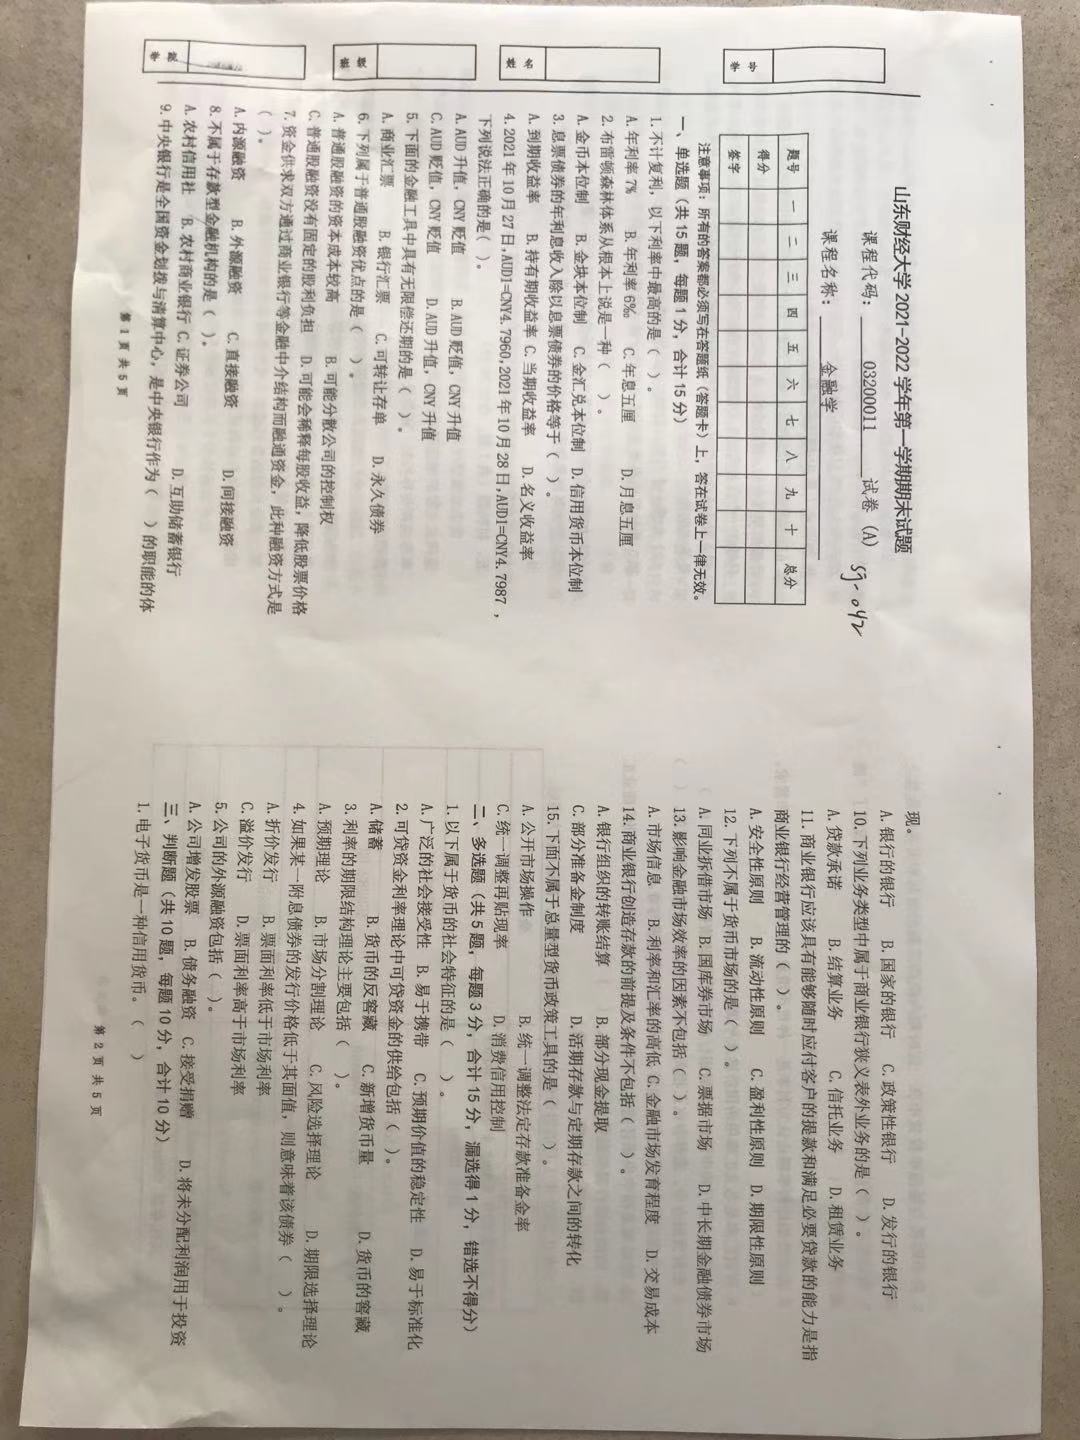 山东财经大学 2021-2022 学年第一学期期末试题
课程代码：03200011 试卷 (A)
sj-042
课程名称：金融学
题号 一 二 三 四 五 六 七 八 九 十 总分
得分
签字
注意事项：所有的答案都必须写在答题纸（答题卡）上，答在试卷上一律无效。
一、单选题（共 15 题，每题 1 分，合计 15 分）
1. 不计复利，以下利率中最高的是（ ）。
A. 年利率 7% B. 年利率 6‰ C. 年息五厘 D. 月息五厘
2. 布雷顿森林体系从根本上说是一种（ ）。
A. 金币本位制 B. 金块本位制 C. 金汇兑本位制 D. 信用货币本位制
3. 息票债券的年利息收入除以息票债券的价格等于（ ）。
A. 到期收益率 B. 持有期收益率 C. 当期收益率 D. 名义收益率
4. 2021 年 10 月 27 日，AUD1=CNY4.7960, 2021 年 10 月 28 日，AUD1=CNY4.7987 ，
下列说法正确的是（ ）。
A. AUD 升值，CNY 贬值 B. AUD 贬值，CNY 升值
C. AUD 贬值，CNY 贬值 D. AUD 升值，CNY 升值
5. 下面的金融工具中具有无限偿还期的是（ ）。
A. 商业汇票 B. 银行汇票 C. 可转让存单 D. 永久债券
6. 下列属于普通股融资优点的是（ ）。
A. 普通股融资的资本成本较高 B. 可能分散公司的控制权
C. 普通股融资没有固定的股利负担 D. 可能会稀释每股收益，降低股票价格
7. 资金供求双方通过商业银行等金融中介结构而融通资金，此种融资方式是
（ ）。
A. 内源融资 B. 外源融资 C. 直接融资 D. 间接融资
8. 不属于存款型金融机构的是（ ）。
A. 农村信用社 B. 农村商业银行 C. 证券公司 D. 互助储蓄银行
9. 中央银行是全国资金划拨与清算中心，是中央银行作为（ ）的职能的体
第 1 页 共 5 页
学号
姓名
班级
学院
现。
A. 银行的银行 B. 国家的银行 C. 政策性银行 D. 发行的银行
10. 下列业务类型中属于商业银行狭义表外业务的是（ ）。
A. 贷款承诺 B. 结算业务 C. 信托业务 D. 租赁业务
11. 商业银行应该具有能够随时应付客户的提款和满足必要贷款的能力是指
商业银行经营管理的（ ）。
A. 安全性原则 B. 流动性原则 C. 盈利性原则 D. 期限性原则
12. 下列不属于货币市场的是（ ）。
A. 同业拆借市场 B. 国库券市场 C. 票据市场 D. 中长期金融债券市场
13. 影响金融市场效率的因素不包括（ ）。
A. 市场信息 B. 利率和汇率的高低 C. 金融市场发育程度 D. 交易成本
14. 商业银行创造存款的前提及条件不包括（ ）。
A. 银行组织的转账结算 B. 部分现金提取
C. 部分准备金制度 D. 活期存款与定期存款之间的转化
15. 下面不属于总量型货币政策工具的是（ ）。
A. 公开市场操作 B. 统一调整法定存款准备金率
C. 统一调整再贴现率 D. 消费信用控制
二、多选题（共 5 题，每题 3 分，合计 15 分，漏选得 1 分，错选不得分）
1. 以下属于货币的社会特征的是（ ）。
A. 广泛的社会接受性 B. 易于携带 C. 预期价值的稳定性 D. 易于标准化
2. 可贷资金利率理论中可贷资金的供给包括（ ）。
A. 储蓄 B. 货币的反窖藏 C. 新增货币量 D. 货币的窖藏
3. 利率的期限结构理论主要包括（ ）。
A. 预期理论 B. 市场分割理论 C. 风险选择理论 D. 期限选择理论
4. 如果某一附息债券的发行价格低于其面值，则意味着该债券（ ）。
A. 折价发行 B. 票面利率低于市场利率
C. 溢价发行 D. 票面利率高于市场利率
5. 公司的外源融资包括（ ）。
A. 公司增发股票 B. 债务融资 C. 接受捐赠 D. 将未分配利润用于投资
三、判断题（共 10 题，每题 10 分，合计 10 分）
1. 电子货币是一种信用货币。（ ）
第 2 页 共 5 页